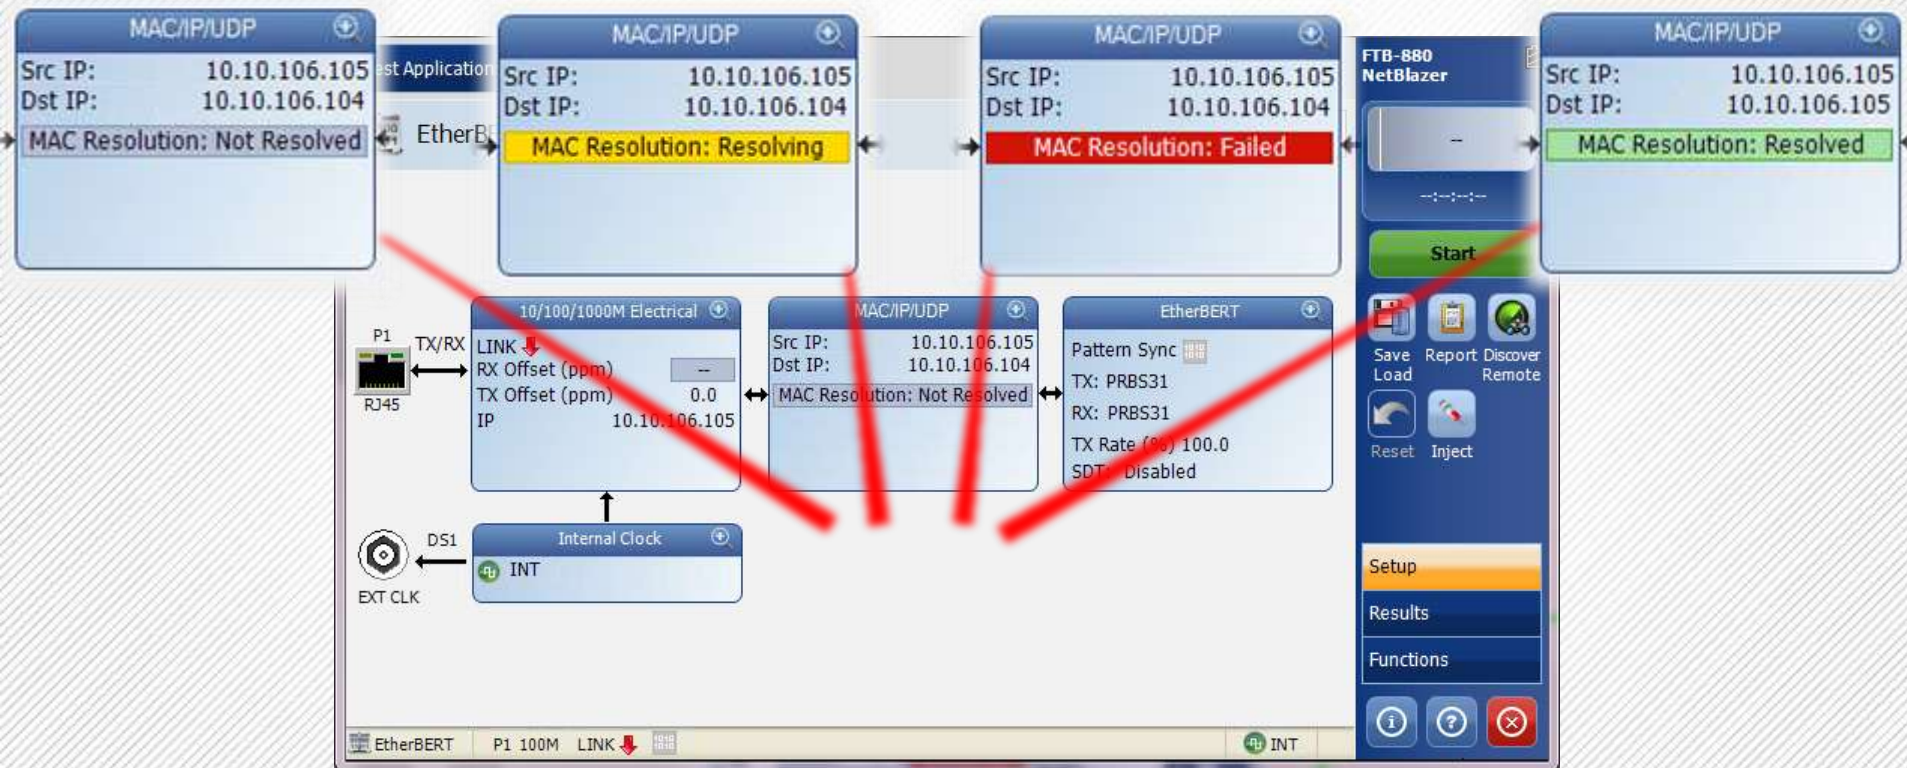 MAC/IP/UDP
Src IP: 10.10.106.105
Dst IP: 10.10.106.104
MAC Resolution: Not Resolved
MAC/IP/UDP
Src IP: 10.10.106.105
Dst IP: 10.10.106.104
MAC Resolution: Resolving
MAC/IP/UDP
Src IP: 10.10.106.105
Dst IP: 10.10.106.104
MAC Resolution: Failed
MAC/IP/UDP
Src IP: 10.10.106.105
Dst IP: 10.10.106.105
MAC Resolution: Resolved
Application
FTB-880
NetBlazer
--
--:--:--:--
Start
Save
Load
Report
Discover
Remote
Reset
Inject
P1
TX/RX
RJ45
10/100/1000M Electrical
LINK
RX Offset (ppm) --
TX Offset (ppm) 0.0
IP 10.10.106.105
MAC/IP/UDP
Src IP: 10.10.106.105
Dst IP: 10.10.106.104
MAC Resolution: Not Resolved
EtherBERT
Pattern Sync
TX: PRBS31
RX: PRBS31
TX Rate (%) 100.0
SDT: Disabled
DS1
EXT CLK
Internal Clock
INT
Setup
Results
Functions
EtherBERT P1 100M LINK INT